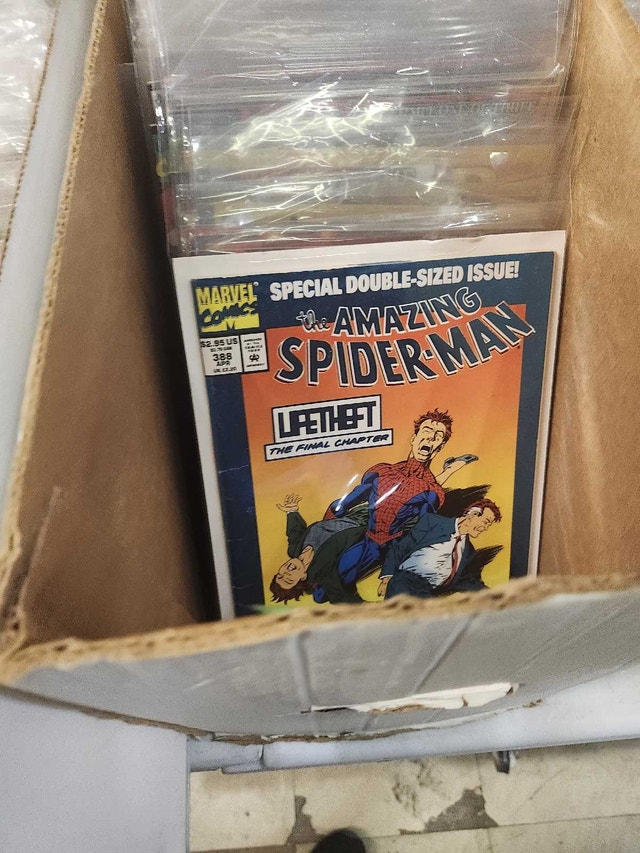 MARVEL
COMICS
SPECIAL DOUBLE-SIZED ISSUE!
$2.95 US
388
APR
the AMAZING
SPIDER-MAN
LIFETHEFT
THE FINAL CHAPTER